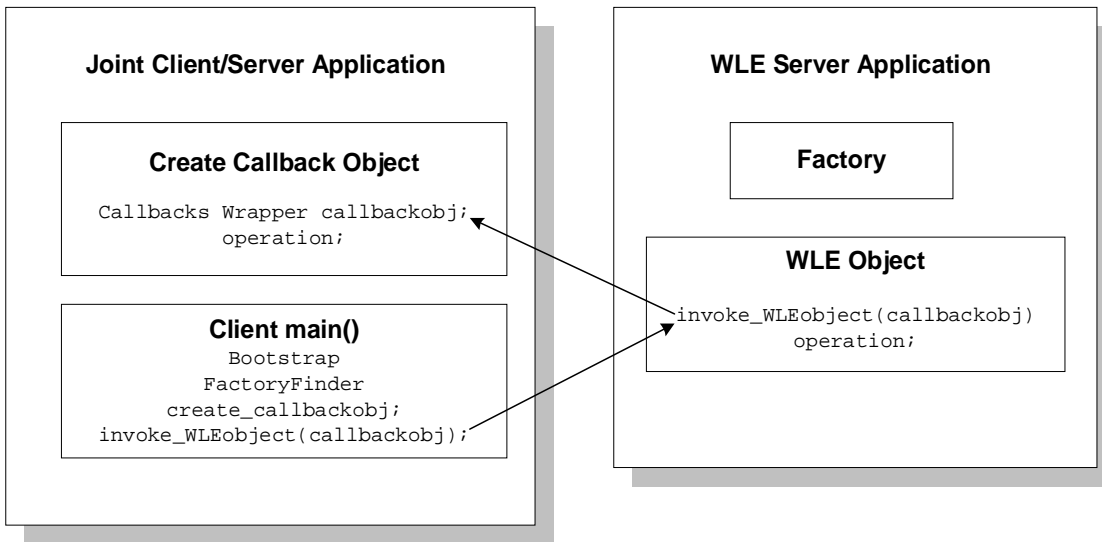 Joint Client/Server Application
Create Callback Object
Callbacks Wrapper callbackobj;
operation;
Client main()
Bootstrap
FactoryFinder
create_callbackobj;
invoke_WLEobject(callbackobj);
WLE Server Application
Factory
WLE Object
invoke_WLEobject(callbackobj)
operation;